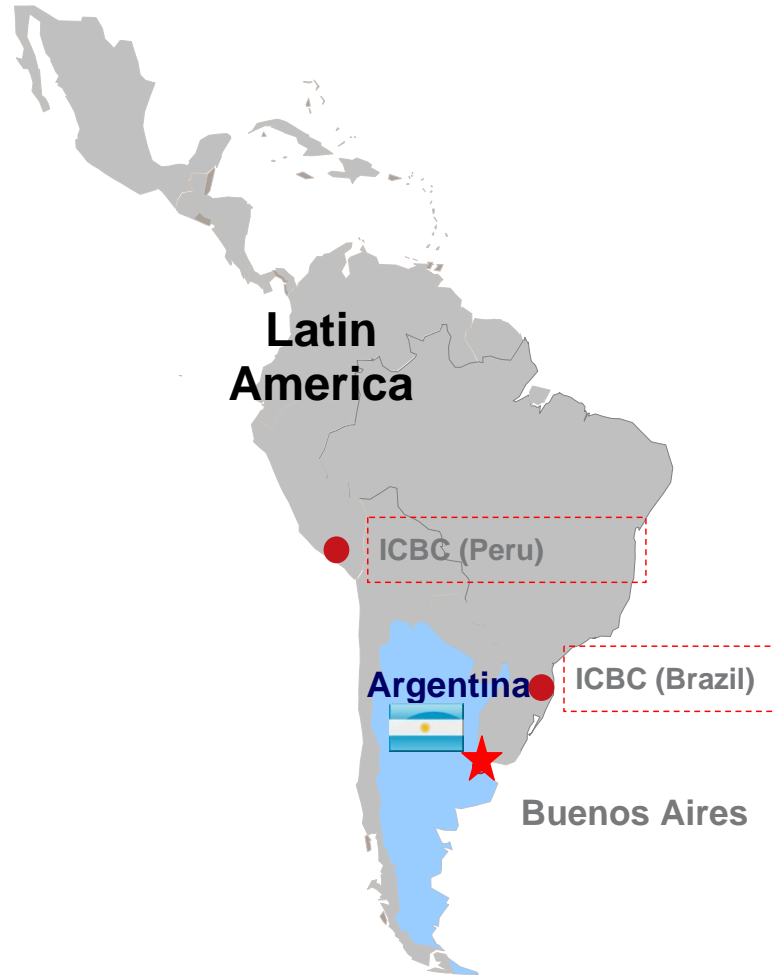 Latin
America
ICBC (Peru)
Argentina
ICBC (Brazil)
Buenos Aires